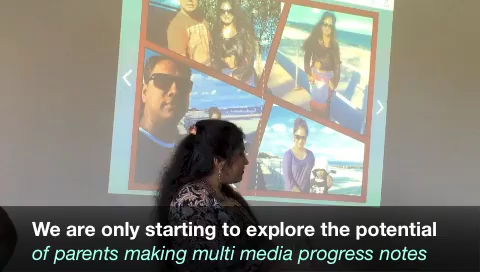 We are only starting to explore the potential
of parents making multi media progress notes